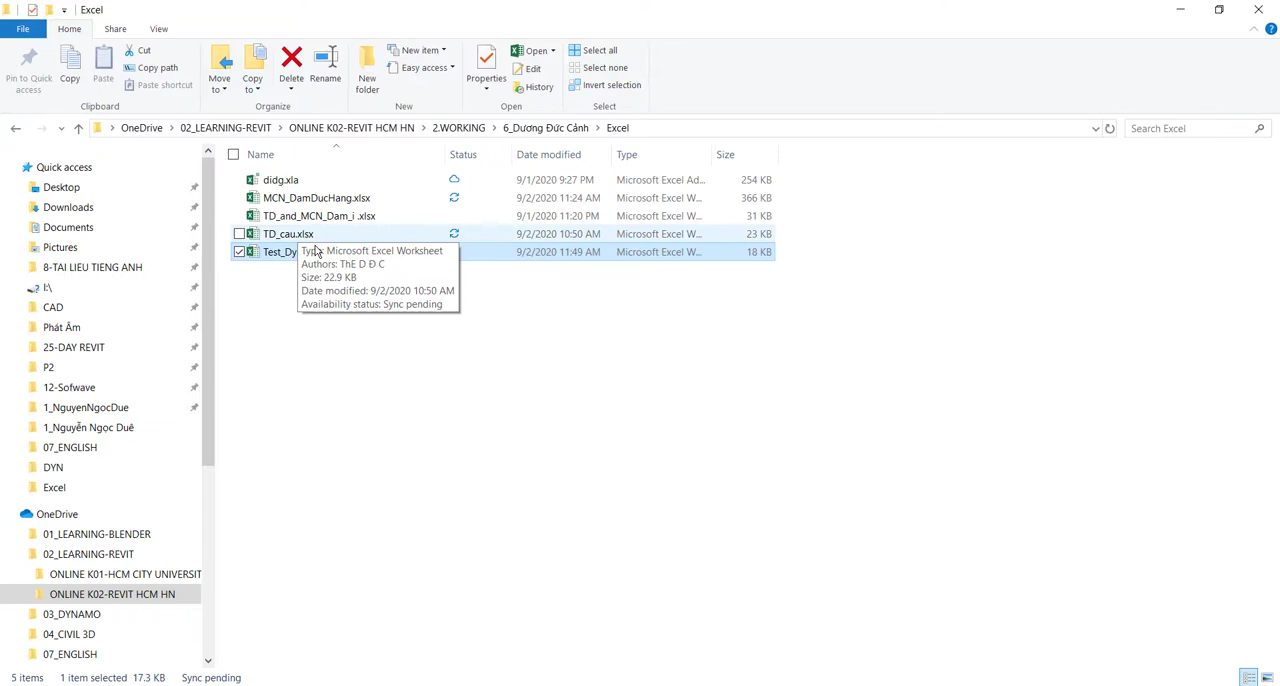 Excel
File
Home
Share
View
Pin to Quick access
Copy
Paste
Cut
Copy path
Paste shortcut
Clipboard
Move to
Copy to
Delete
Rename
Organize
New folder
New item
Easy access
New
Properties
Open
Edit
History
Open
Select all
Select none
Invert selection
Select
OneDrive
02_LEARNING-REVIT
ONLINE K02-REVIT HCM HN
2.WORKING
6_Dương Đức Cảnh
Excel
Search Excel
Name
Status
Date modified
Type
Size
didg.xla 9/1/2020 9:27 PM Microsoft Excel Ad... 254 KB
MCN_DamDucHang.xlsx 9/2/2020 11:24 AM Microsoft Excel W... 366 KB
TD_and_MCN_Dam_i .xlsx 9/1/2020 11:20 PM Microsoft Excel W... 31 KB
TD_cau.xlsx 9/2/2020 10:50 AM Microsoft Excel W... 23 KB
Test_Dy 9/2/2020 11:49 AM Microsoft Excel W... 18 KB
Type: Microsoft Excel Worksheet
Authors: ThE D Đ C
Size: 22.9 KB
Date modified: 9/2/2020 10:50 AM
Availability status: Sync pending
Quick access
Desktop
Downloads
Documents
Pictures
8-TAI LIEU TIENG ANH
I:\
CAD
Phát Âm
25-DAY REVIT
P2
12-Sofwave
1_NguyenNgocDue
1_Nguyễn Ngọc Duê
07_ENGLISH
DYN
Excel
OneDrive
01_LEARNING-BLENDER
02_LEARNING-REVIT
ONLINE K01-HCM CITY UNIVERSIT
ONLINE K02-REVIT HCM HN
03_DYNAMO
04_CIVIL 3D
07_ENGLISH
5 items
1 item selected 17.3 KB
Sync pending